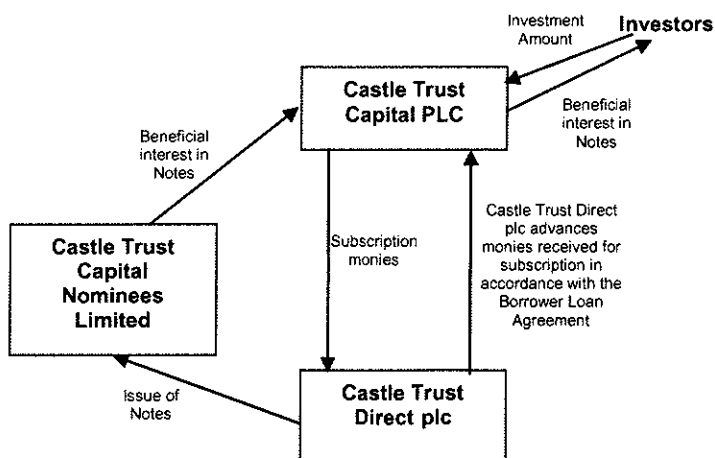 Investment
Amount
Investors
Castle Trust
Capital PLC
Beneficial
interest in
Notes
Beneficial
interest in
Notes
Castle Trust
Capital
Nominees
Limited
Subscription
monies
Castle Trust Direct
plc advances
monies received for
subscription in
accordance with the
Borrower Loan
Agreement
Issue of
Notes
Castle Trust
Direct plc